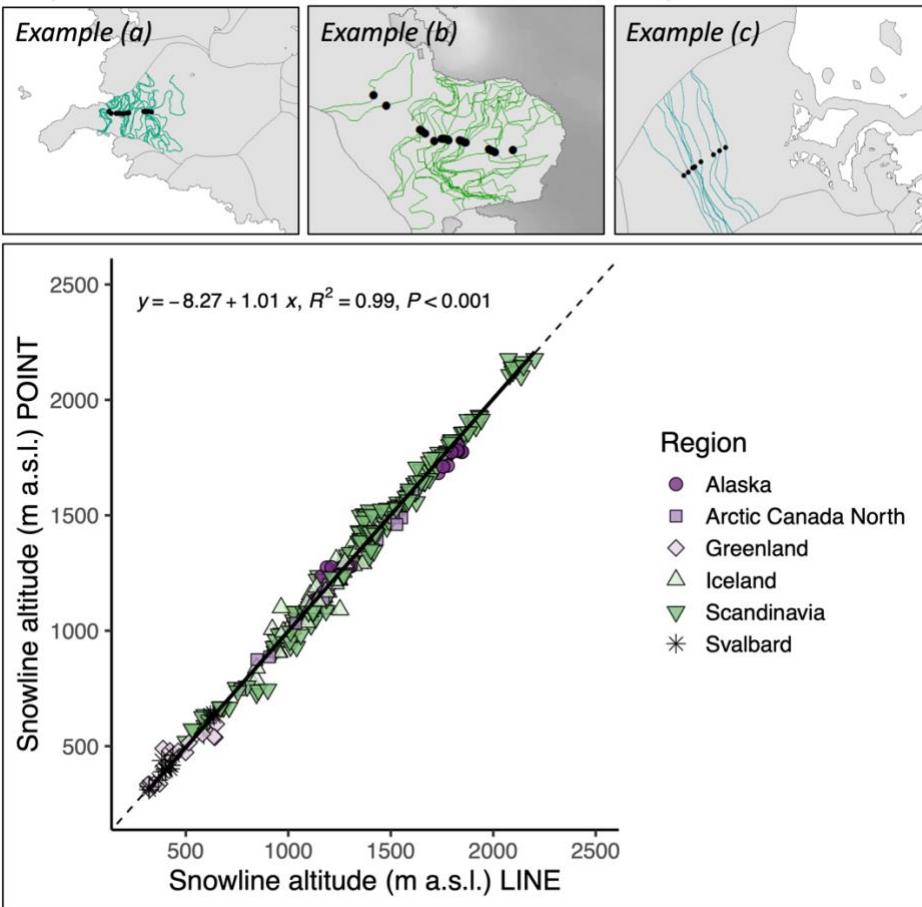 Example (a)
Example (b)
Example (c)
y = −8.27 + 1.01 x, R² = 0.99, P < 0.001
2500
2000
1500
1000
500
Snowline altitude (m a.s.l.) POINT
500 1000 1500 2000 2500
Snowline altitude (m a.s.l.) LINE
Region
Alaska
Arctic Canada North
Greenland
Iceland
Scandinavia
Svalbard